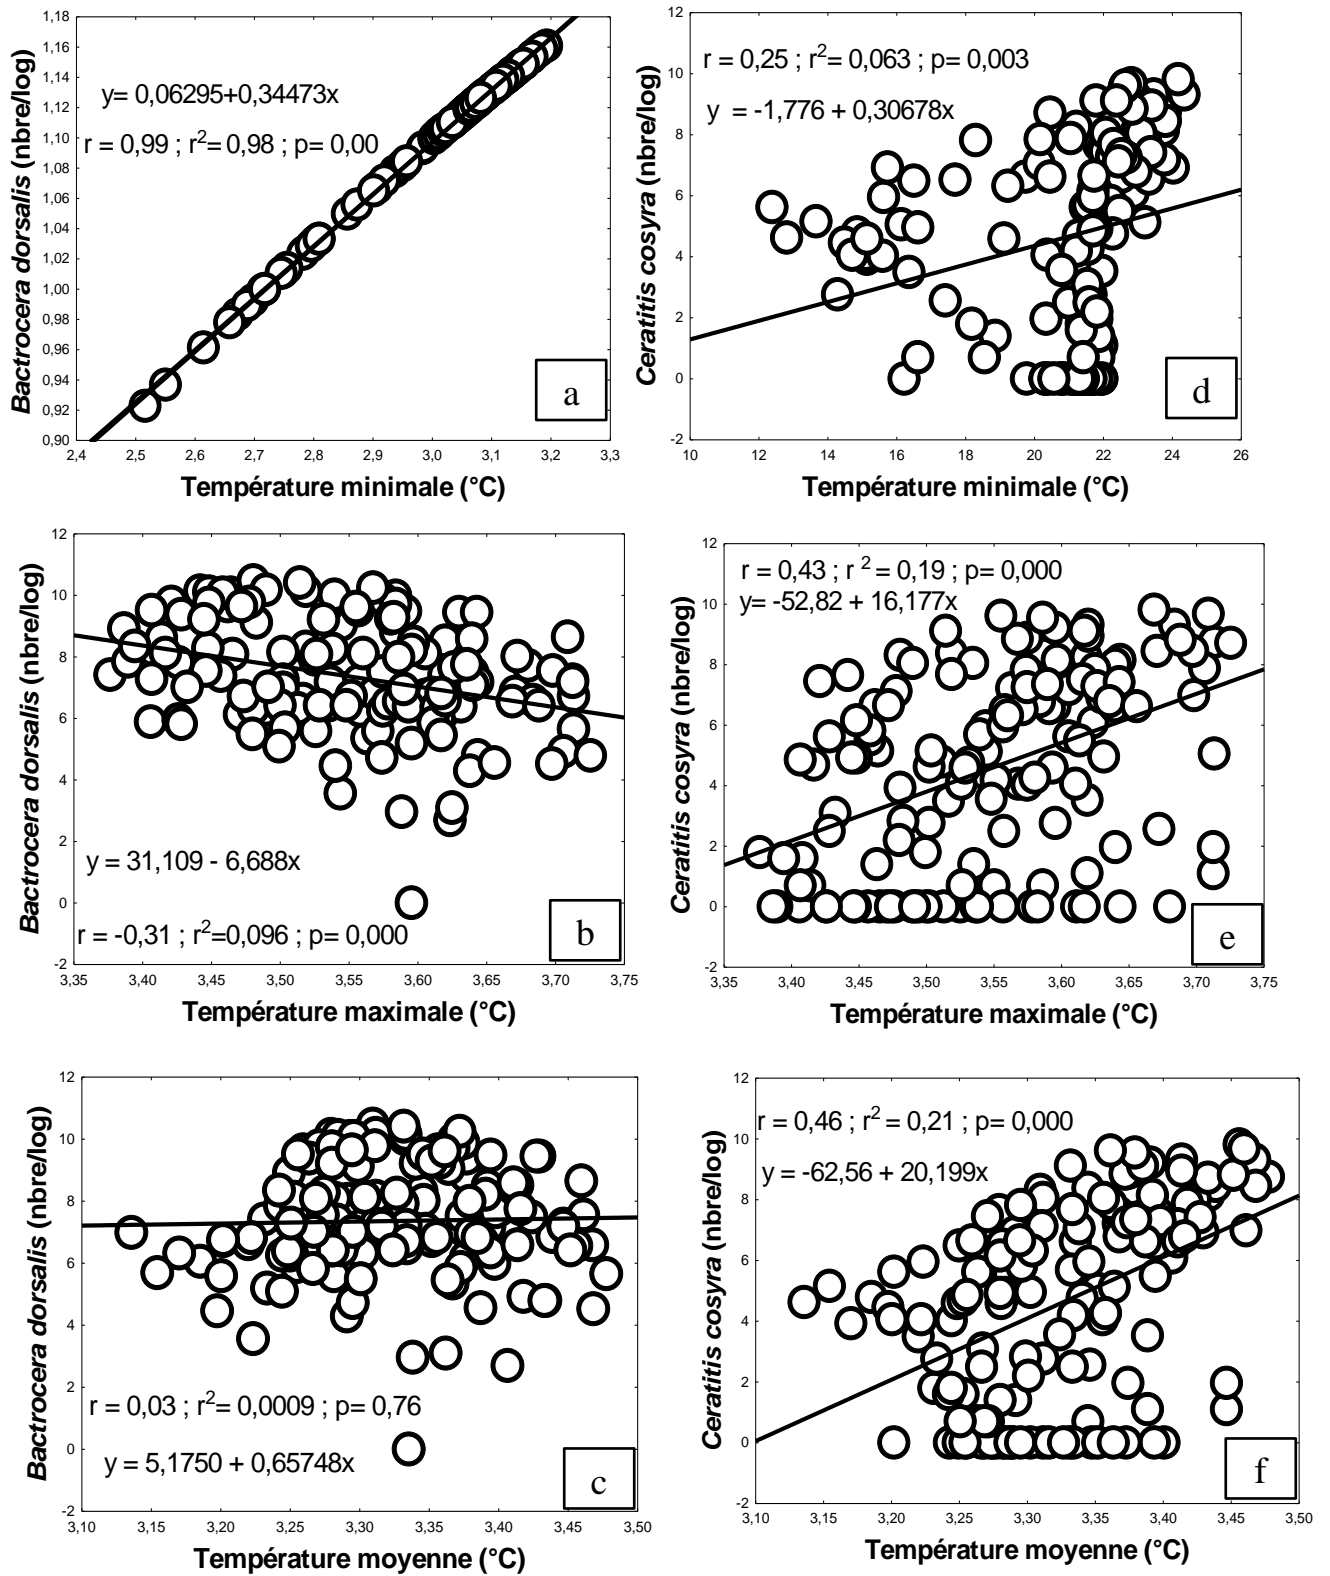 1,18
1,16
1,14
1,12
1,10
1,08
1,06
1,04
1,02
1,00
0,98
0,96
0,94
0,92
0,90
Bactrocera dorsalis (nbre/log)
y= 0,06295+0,34473x
r = 0,99 ; r2= 0,98 ; p= 0,00
a
2,4 2,5 2,6 2,7 2,8 2,9 3,0 3,1 3,2 3,3
Température minimale (°C)
12
10
8
6
4
2
0
-2
Ceratitis cosyra (nbre/log)
r = 0,25 ; r2= 0,063 ; p= 0,003
y = -1,776 + 0,30678x
d
10 12 14 16 18 20 22 24 26
Température minimale (°C)
12
10
8
6
4
2
0
-2
Bactrocera dorsalis (nbre/log)
y = 31,109 - 6,688x
r = -0,31 ; r2=0,096 ; p= 0,000
b
3,35 3,40 3,45 3,50 3,55 3,60 3,65 3,70 3,75
Température maximale (°C)
12
10
8
6
4
2
0
-2
Ceratitis cosyra (nbre/log)
r = 0,43 ; r 2 = 0,19 ; p= 0,000
y= -52,82 + 16,177x
e
3,35 3,40 3,45 3,50 3,55 3,60 3,65 3,70 3,75
Température maximale (°C)
12
10
8
6
4
2
0
-2
Bactrocera dorsalis (nbre/log)
r = 0,03 ; r2= 0,0009 ; p= 0,76
y = 5,1750 + 0,65748x
c
3,10 3,15 3,20 3,25 3,30 3,35 3,40 3,45 3,50
Température moyenne (°C)
12
10
8
6
4
2
0
-2
Ceratitis cosyra (nbre/log)
r = 0,46 ; r2 = 0,21 ; p= 0,000
y = -62,56 + 20,199x
f
3,10 3,15 3,20 3,25 3,30 3,35 3,40 3,45 3,50
Température moyenne (°C)